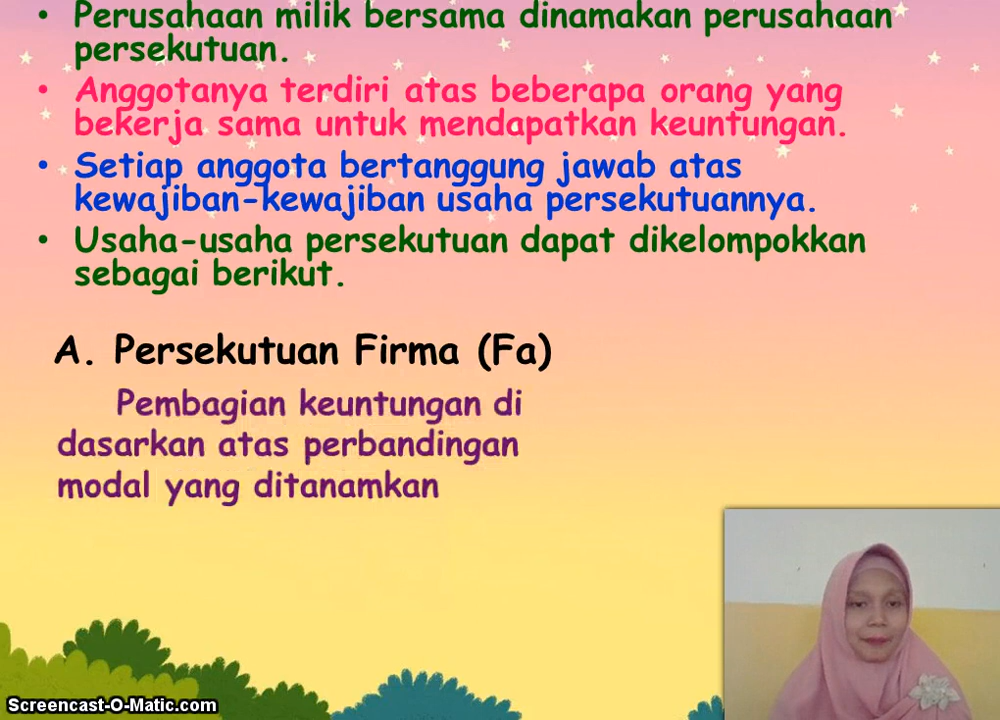 • Perusahaan milik bersama dinamakan perusahaan
persekutuan.
• Anggotanya terdiri atas beberapa orang yang
bekerja sama untuk mendapatkan keuntungan.
• Setiap anggota bertanggung jawab atas
kewajiban-kewajiban usaha persekutuannya.
• Usaha-usaha persekutuan dapat dikelompokkan
sebagai berikut.
A. Persekutuan Firma (Fa)
Pembagian keuntungan di
dasarkan atas perbandingan
modal yang ditanamkan
Screencast-O-Matic.com